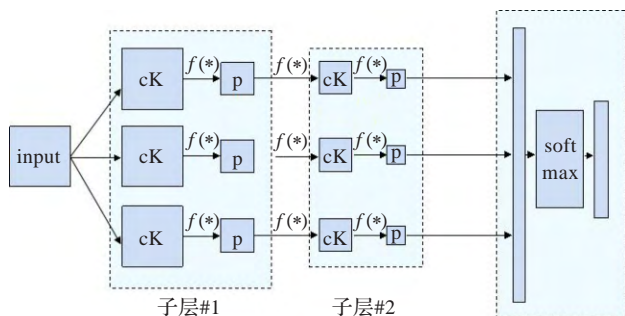 f(*) f(*) f(*)
cK p cK p
f(*) f(*) f(*)
input cK p cK p soft
max
f(*) f(*) f(*)
cK p cK p
子层#1 子层#2